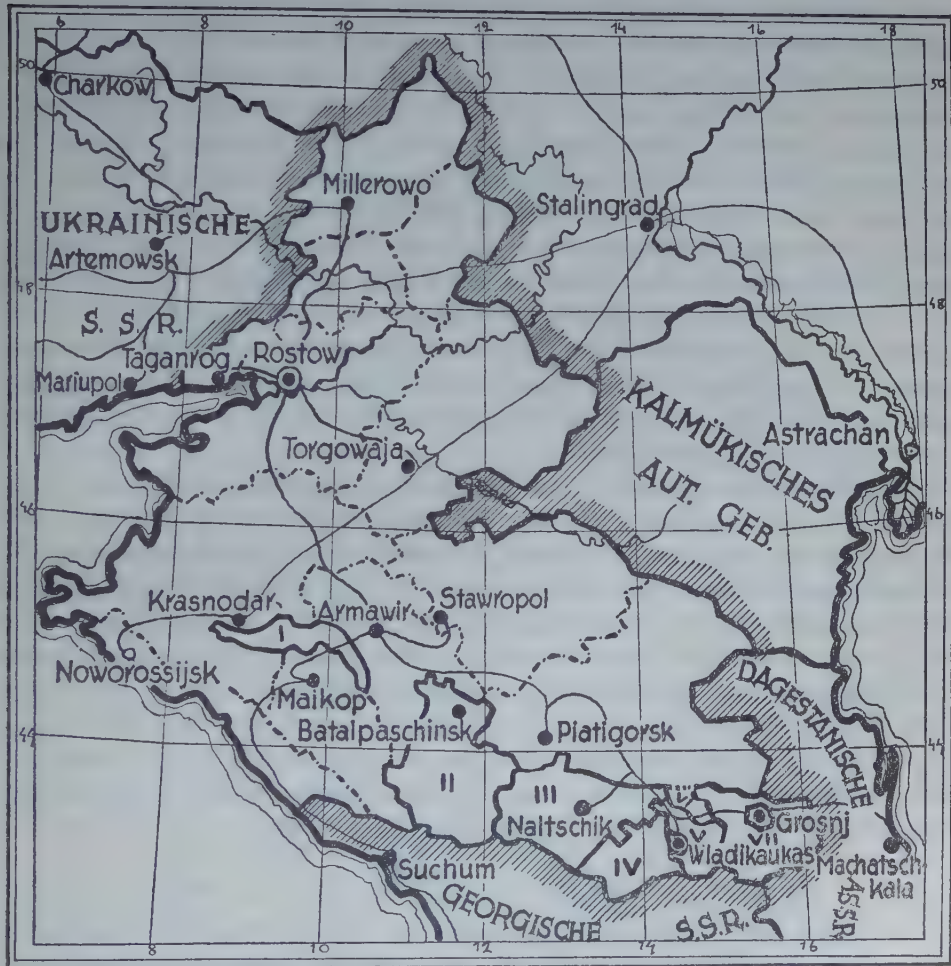 6 8 10 12 14 16 18
50 50
Charkow
Millerowo
Stalingrad
UKRAINISCHE
Artemowsk
48 48
S. S. R.
Taganrog Rostow
Mariupol
KALMÜKISCHES
AUT. GEB.
Astrachan
Torgowaja
46 46
Krasnodar Armawir Stawropol
I
Noworossijsk
Maikop
Batalpaschinsk Piatigorsk
DAGESTANISCHE
44 44
II III
Naltschik Grosnj
V VII
IV Wladikaukas
Machatsch
Kala
Suchum
GEORGISCHE
S.S.R. ASSR.
8 10 12 14 16